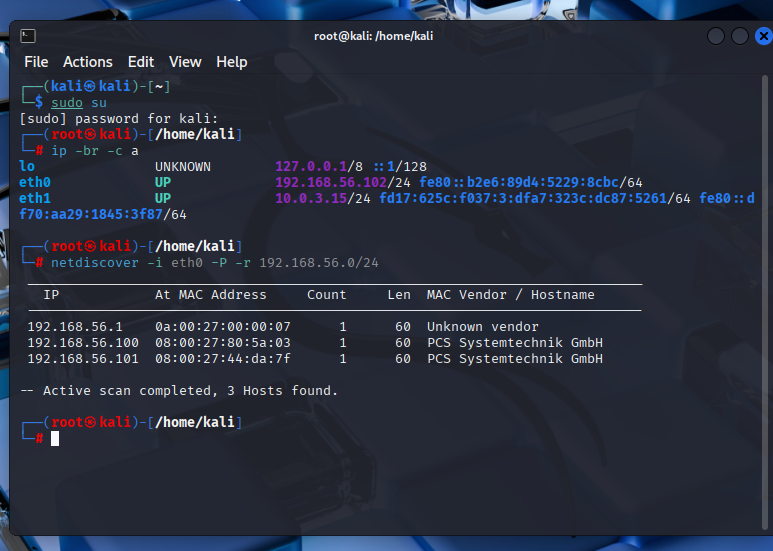 root@kali: /home/kali
File Actions Edit View Help
┌──(kali㉿kali)-[~]
└─$ sudo su
[sudo] password for kali:
┌──(root㉿kali)-[/home/kali]
└─# ip -br -c a
lo UNKNOWN 127.0.0.1/8 ::1/128
eth0 UP 192.168.56.102/24 fe80::b2e6:89d4:5229:8cbc/64
eth1 UP 10.0.3.15/24 fd17:625c:f037:3:dfa7:323c:dc87:5261/64 fe80::d
f70:aa29:1845:3f87/64
┌──(root㉿kali)-[/home/kali]
└─# netdiscover -i eth0 -P -r 192.168.56.0/24
IP At MAC Address Count Len MAC Vendor / Hostname
192.168.56.1 0a:00:27:00:00:07 1 60 Unknown vendor
192.168.56.100 08:00:27:80:5a:03 1 60 PCS Systemtechnik GmbH
192.168.56.101 08:00:27:44:da:7f 1 60 PCS Systemtechnik GmbH
-- Active scan completed, 3 Hosts found.
┌──(root㉿kali)-[/home/kali]
└─#